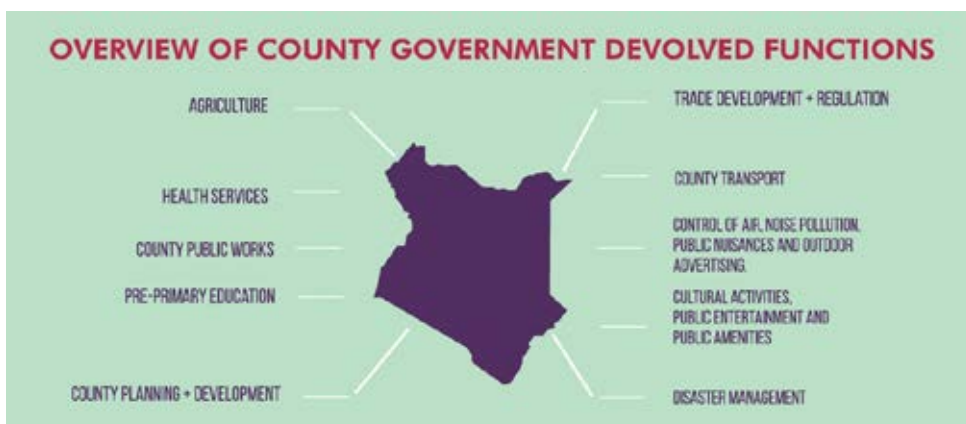 OVERVIEW OF COUNTY GOVERNMENT DEVOLVED FUNCTIONS
AGRICULTURE
HEALTH SERVICES
COUNTY PUBLIC WORKS
PRE-PRIMARY EDUCATION
COUNTY PLANNING + DEVELOPMENT
TRADE DEVELOPMENT + REGULATION
COUNTY TRANSPORT
CONTROL OF AIR, NOISE POLLUTION,
PUBLIC NUISANCES AND OUTDOOR
ADVERTISING.
CULTURAL ACTIVITIES,
PUBLIC ENTERTAINMENT AND
PUBLIC AMENITIES
DISASTER MANAGEMENT